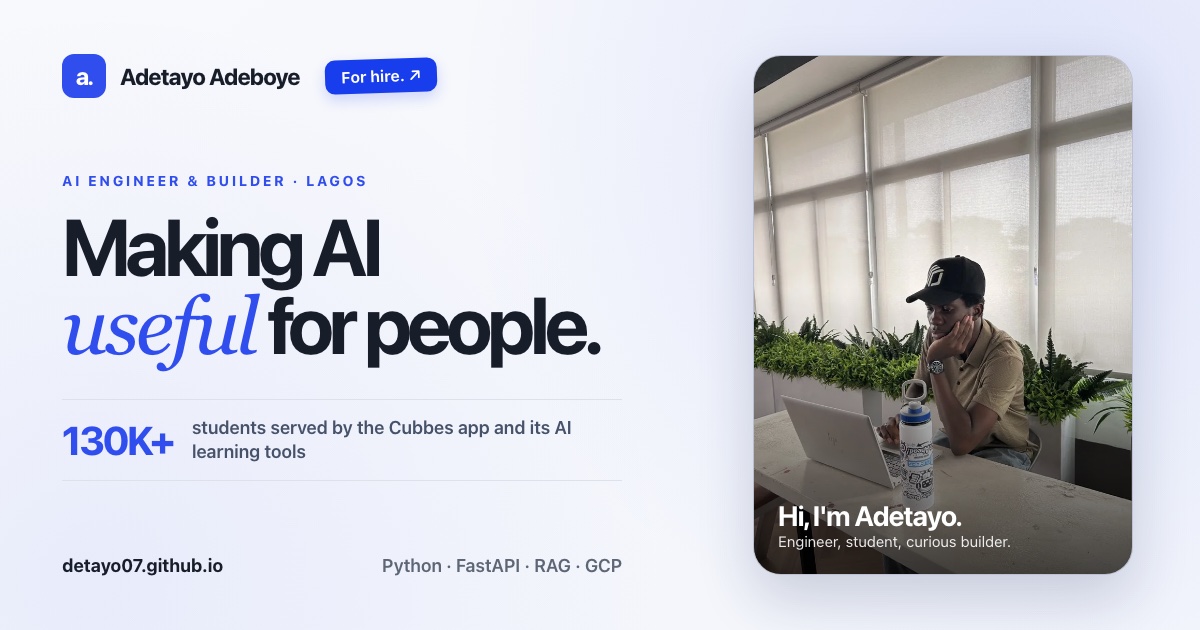 a.
Adetayo Adeboye
For hire. ↗
AI ENGINEER & BUILDER · LAGOS
Making AI
useful for people.
130K+
students served by the Cubbes app and its AI
learning tools
detayo07.github.io
Python · FastAPI · RAG · GCP
Hi, I'm Adetayo.
Engineer, student, curious builder.